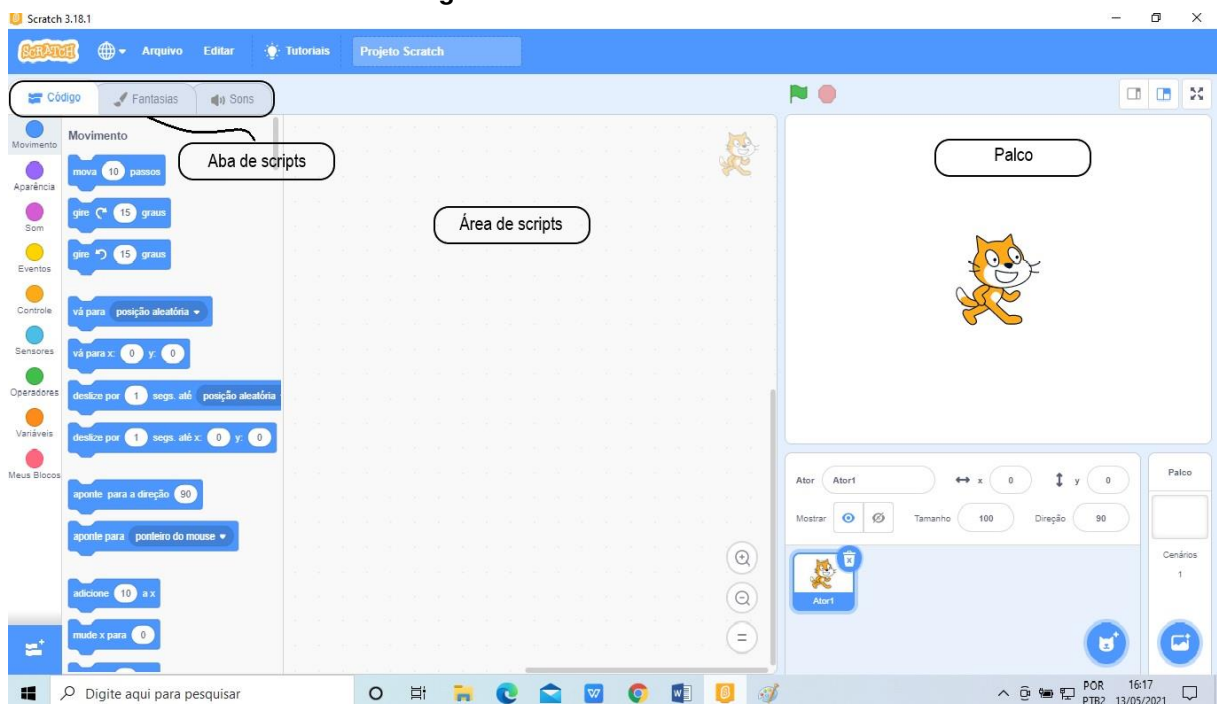 Scratch 3.18.1
SCRATCH Arquivo Editar Tutoriais Projeto Scratch
Código Fantasias Sons
Movimento
Aparência
Som
Eventos
Controle
Sensores
Operadores
Variáveis
Meus Blocos
Movimento
mova 10 passos
gire 15 graus
gire 15 graus
vá para posição aleatória
vá para x: 0 y: 0
deslize por 1 segs. até posição aleatória
deslize por 1 segs. até x: 0 y: 0
aponte para a direção 90
aponte para ponteiro do mouse
adicione 10 a x
mude x para 0
Aba de scripts
Área de scripts
Palco
Ator Ator1 x 0 y 0
Mostrar Tamanho 100 Direção 90
Ator1
Palco
Cenários
1
Digite aqui para pesquisar
POR 16:17
PTB2 13/05/2021